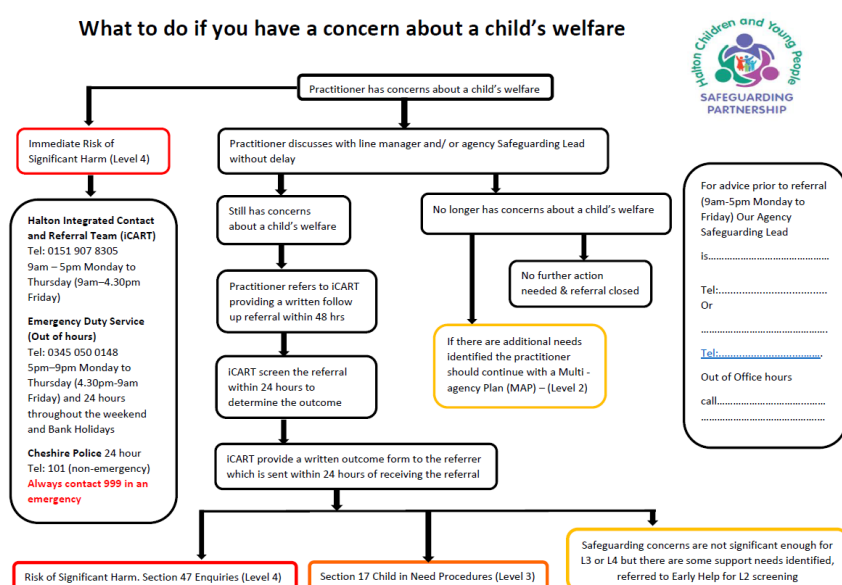 What to do if you have a concern about a child's welfare
Halton Children and Young People
SAFEGUARDING
PARTNERSHIP
Practitioner has concerns about a child's welfare
Immediate Risk of
Significant Harm (Level 4)
Practitioner discusses with line manager and/ or agency Safeguarding Lead
without delay
Halton Integrated Contact
and Referral Team (iCART)
Tel: 0151 907 8305
9am – 5pm Monday to
Thursday (9am–4.30pm
Friday)
Emergency Duty Service
(Out of hours)
Tel: 0345 050 0148
5pm–9pm Monday to
Thursday (4.30pm-9am
Friday) and 24 hours
throughout the weekend
and Bank Holidays
Cheshire Police 24 hour
Tel: 101 (non-emergency)
Always contact 999 in an
emergency
Still has concerns
about a child's welfare
No longer has concerns about a child's welfare
Practitioner refers to iCART
providing a written follow
up referral within 48 hrs
No further action
needed & referral closed
iCART screen the referral
within 24 hours to
determine the outcome
If there are additional needs
identified the practitioner
should continue with a Multi -
agency Plan (MAP) – (Level 2)
iCART provide a written outcome form to the referrer
which is sent within 24 hours of receiving the referral
For advice prior to referral
(9am-5pm Monday to
Friday) Our Agency
Safeguarding Lead
is..........................................
Tel:......................................
Or
............................................
Tel:....................................
Out of Office hours
call......................................
...........................................
Risk of Significant Harm. Section 47 Enquiries (Level 4)
Section 17 Child in Need Procedures (Level 3)
Safeguarding concerns are not significant enough for
L3 or L4 but there are some support needs identified,
referred to Early Help for L2 screening